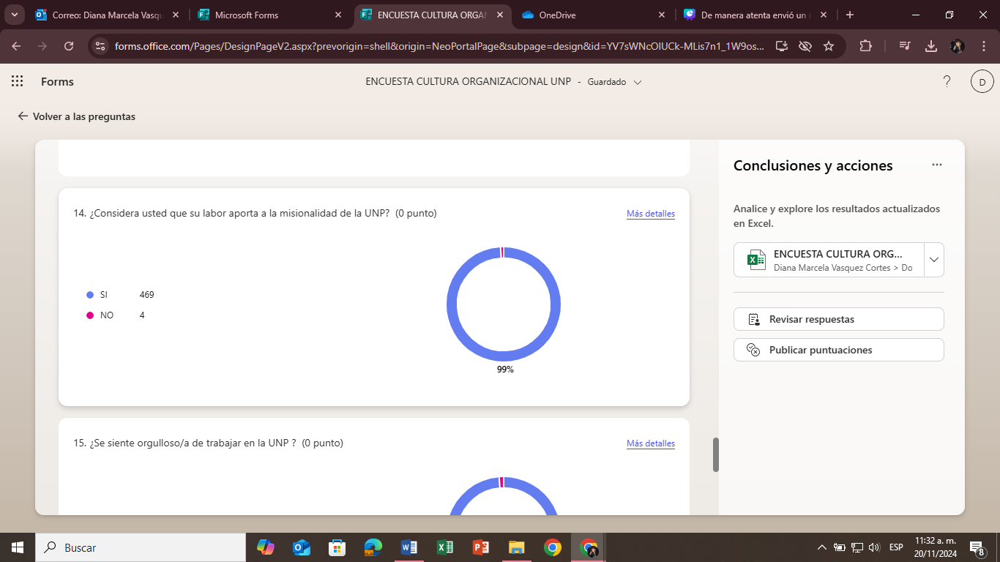 Correo: Diana Marcela Vasqu
Microsoft Forms
ENCUESTA CULTURA ORGAN
OneDrive
De manera atenta envió un
forms.office.com/Pages/DesignPageV2.aspx?prevorigin=shell&origin=NeoPortalPage&subpage=design&id=YV7sWNcOIUCk-MLis7n1_1W9os...
Forms
ENCUESTA CULTURA ORGANIZACIONAL UNP - Guardado
?
D
Volver a las preguntas
14. ¿Considera usted que su labor aporta a la misionalidad de la UNP? (0 punto)
Más detalles
SI 469
NO 4
99%
15. ¿Se siente orgulloso/a de trabajar en la UNP ? (0 punto)
Más detalles
Conclusiones y acciones
Analice y explore los resultados actualizados
en Excel.
ENCUESTA CULTURA ORG...
Diana Marcela Vasquez Cortes > Do
Revisar respuestas
Publicar puntuaciones
Buscar
ESP
11:32 a. m.
20/11/2024
8